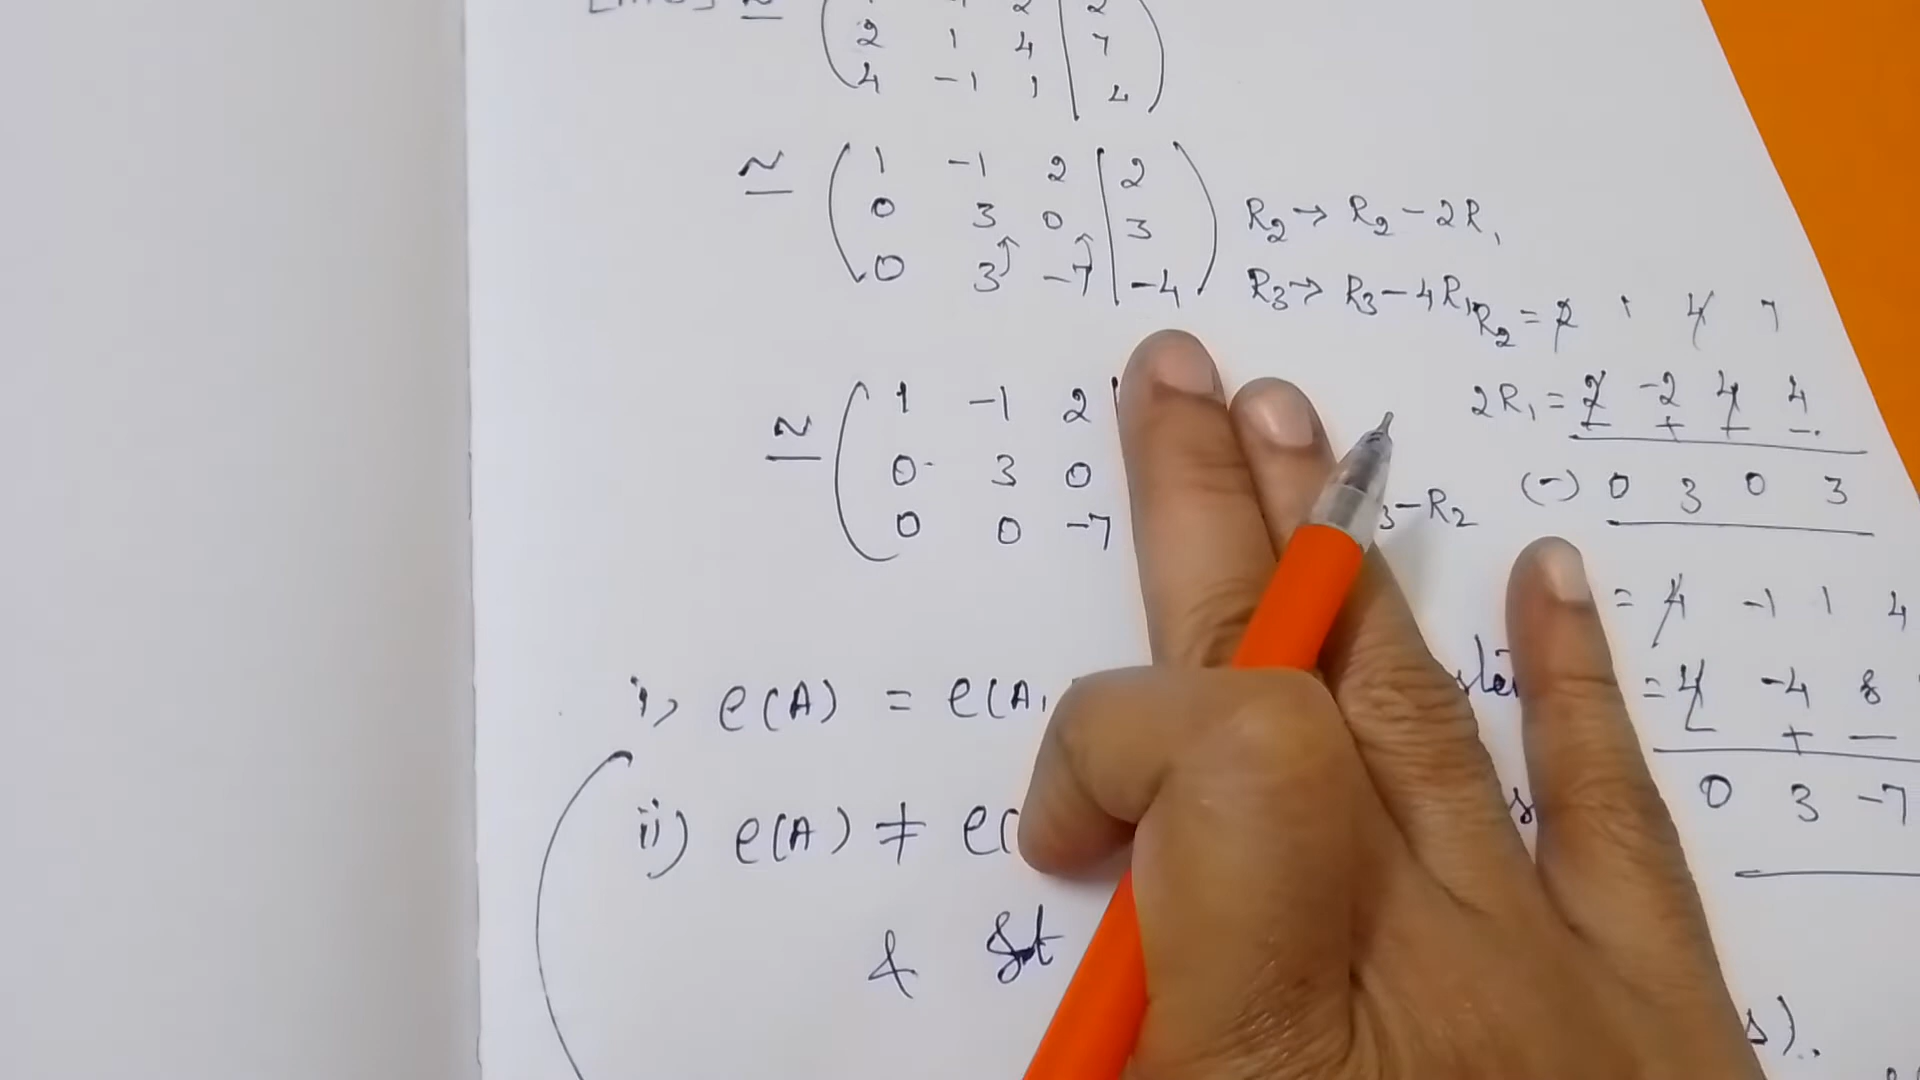 2 1 4 | 7
4 -1 1 | 4
~ ( 1 -1 2 | 2 )
0 3 0 | 3 R₂ → R₂ - 2R₁
0 3 -7 | -4 R₃ → R₃ - 4R₁
R₂ = 2 1 4 7
2R₁ = 2 -2 4 4
- + - -
(-) 0 3 0 3
~ ( 1 -1 2 |
0 3 0
0 0 -7 3-R₂
= 4 -1 1 4
= 4 -4 8
+ -
0 3 -7
i) ρ(A) = ρ(A,
ii) ρ(A) ≠ ρ(
&